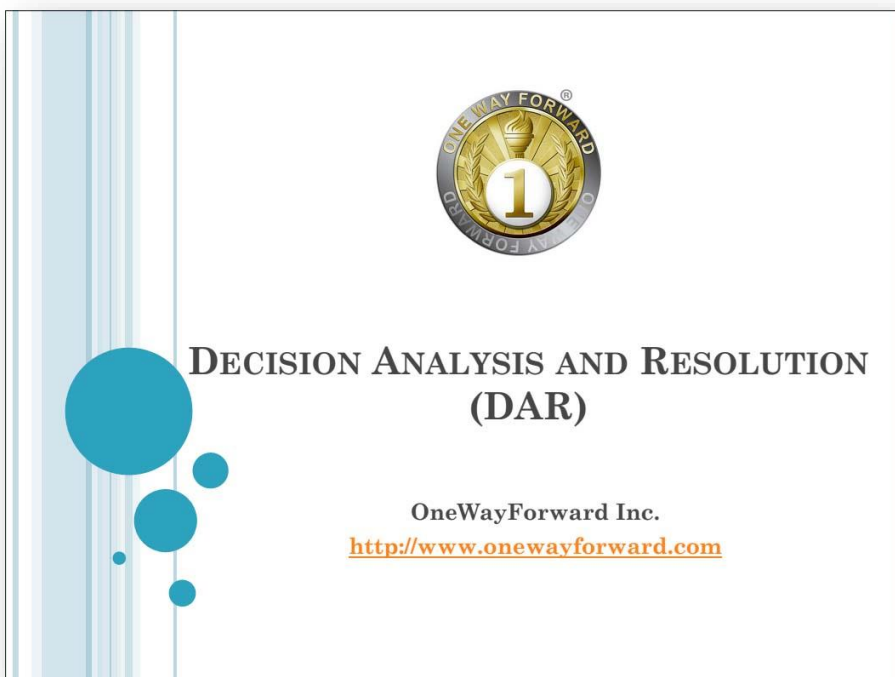 ONE WAY FORWARD
®
1
ONE WAY FORWARD
DECISION ANALYSIS AND RESOLUTION
(DAR)
OneWayForward Inc.
http://www.onewayforward.com